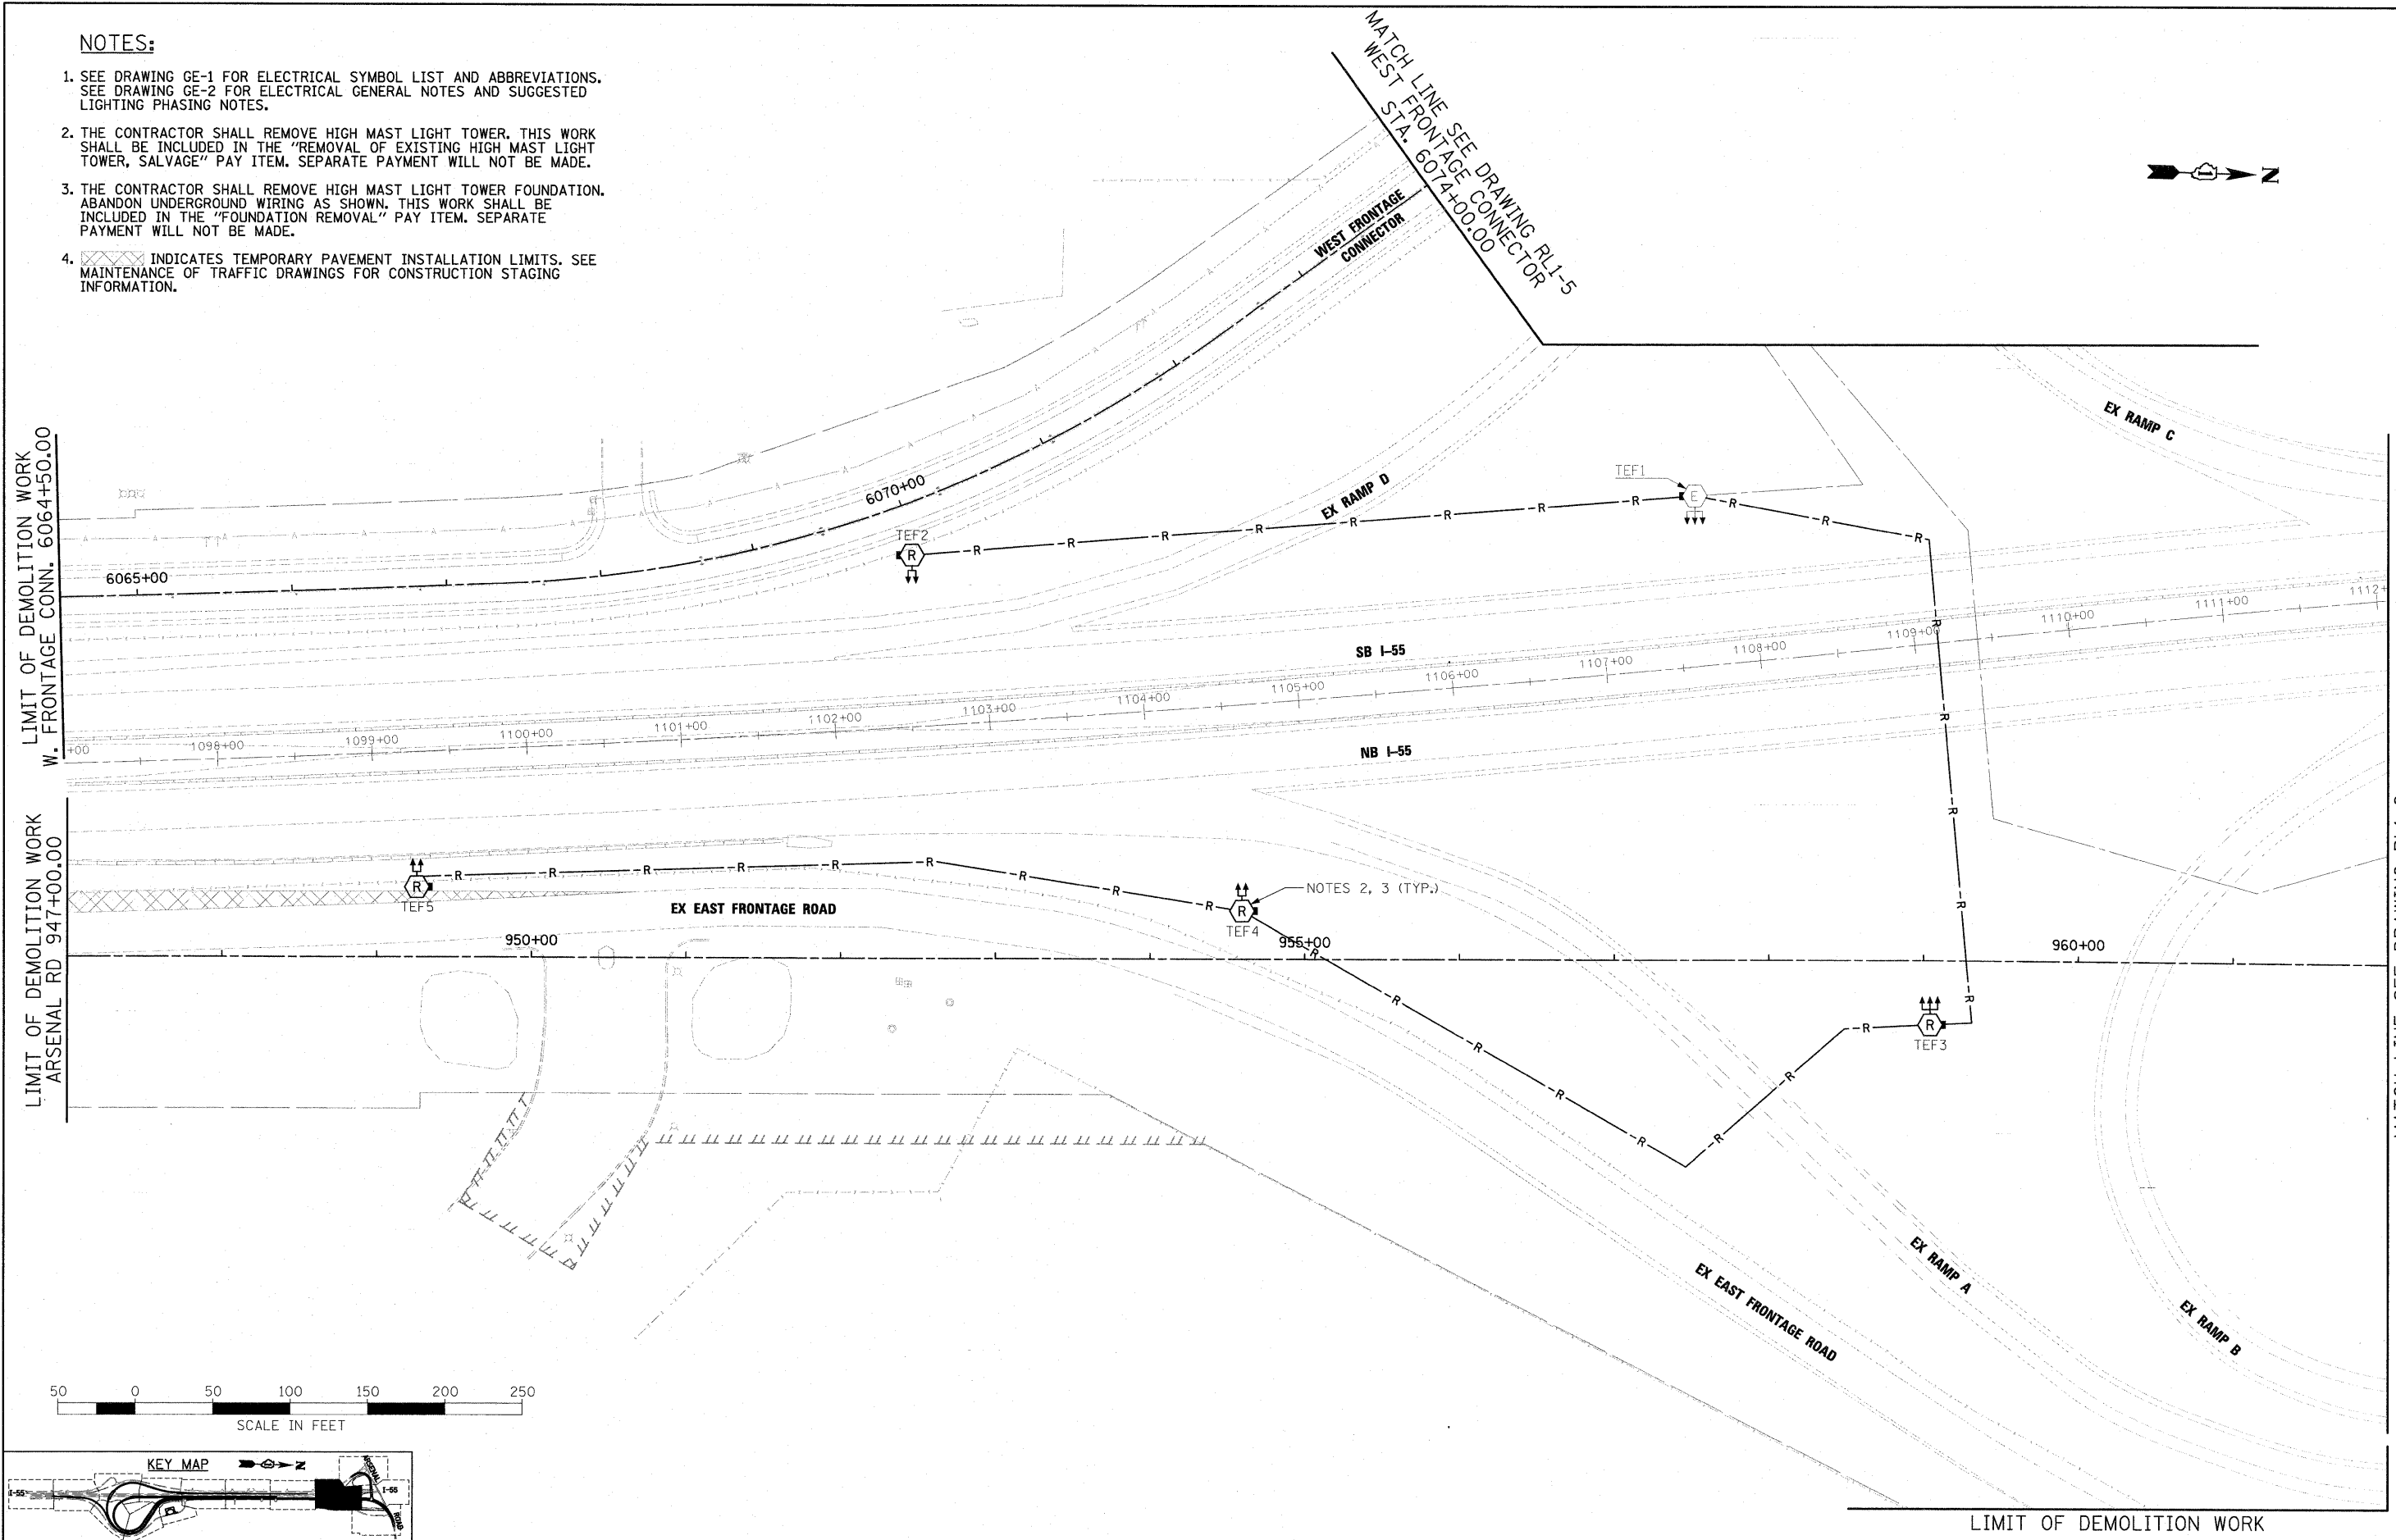 NOTES:
1. SEE DRAWING GE-1 FOR ELECTRICAL SYMBOL LIST AND ABBREVIATIONS.
SEE DRAWING GE-2 FOR ELECTRICAL GENERAL NOTES AND SUGGESTED
LIGHTING PHASING NOTES.
2. THE CONTRACTOR SHALL REMOVE HIGH MAST LIGHT TOWER. THIS WORK
SHALL BE INCLUDED IN THE "REMOVAL OF EXISTING HIGH MAST LIGHT
TOWER, SALVAGE" PAY ITEM. SEPARATE PAYMENT WILL NOT BE MADE.
3. THE CONTRACTOR SHALL REMOVE HIGH MAST LIGHT TOWER FOUNDATION.
ABANDON UNDERGROUND WIRING AS SHOWN. THIS WORK SHALL BE
INCLUDED IN THE "FOUNDATION REMOVAL" PAY ITEM. SEPARATE
PAYMENT WILL NOT BE MADE.
4. INDICATES TEMPORARY PAVEMENT INSTALLATION LIMITS. SEE
MAINTENANCE OF TRAFFIC DRAWINGS FOR CONSTRUCTION STAGING
INFORMATION.
MATCH LINE SEE DRAWING RL1-5
WEST FRONTAGE CONNECTOR
STA. 6074+00.00
N
WEST FRONTAGE
CONNECTOR
EX RAMP C
LIMIT OF DEMOLITION WORK
W. FRONTAGE CONN. 6064+50.00
6065+00
6070+00
EX RAMP D
TEF1
E
TEF2
R
R R R R R R R R
R R R
R R R R R
SB I-55
NB I-55
+00
1098+00
1099+00
1100+00
1101+00
1102+00
1103+00
1104+00
1105+00
1106+00
1107+00
1108+00
1109+00
1110+00
1111+00
1112+
LIMIT OF DEMOLITION WORK
ARSENAL RD 947+00.00
R
TEF5
R R R R R R R R R
EX EAST FRONTAGE ROAD
R
TEF4
NOTES 2, 3 (TYP.)
950+00
955+00
960+00
R R R R R R R R
R
TEF3
EX RAMP A
EX EAST FRONTAGE ROAD
EX RAMP B
50 0 50 100 150 200 250
SCALE IN FEET
KEY MAP
N
I-55
I-55
ARSENAL
ROAD
LIMIT OF DEMOLITION WORK